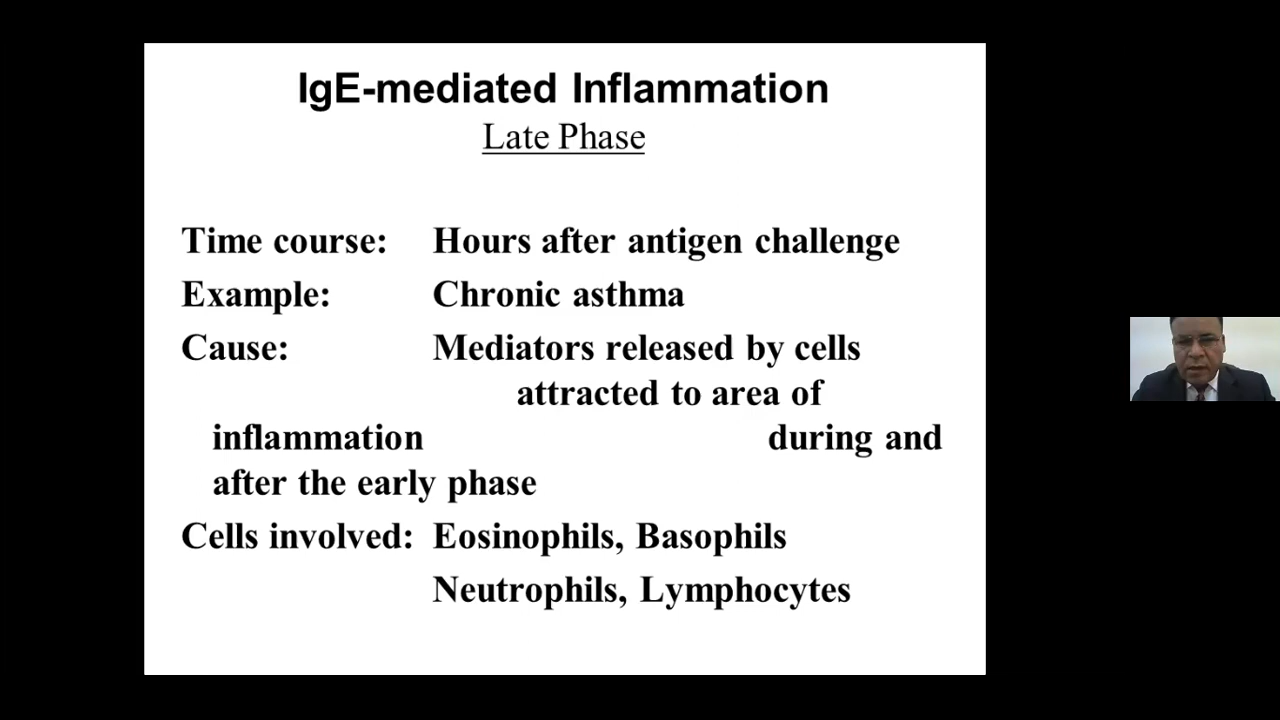 IgE-mediated Inflammation
Late Phase
Time course: Hours after antigen challenge
Example: Chronic asthma
Cause: Mediators released by cells
attracted to area of
inflammation during and
after the early phase
Cells involved: Eosinophils, Basophils
Neutrophils, Lymphocytes